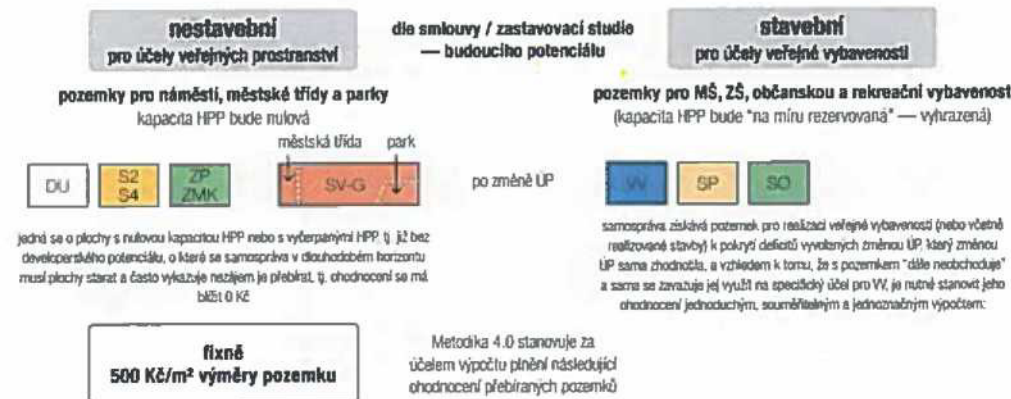 nestavební
pro účely veřejných prostranství
dle smlouvy / zastavovací studie
— budoucího potenciálu
stavební
pro účely veřejné vybavenosti
pozemky pro náměstí, městské třídy a parky
kapacita HPP bude nulová
pozemky pro MŠ, ZŠ, občanskou a rekreační vybavenost
(kapacita HPP bude "na míru rezervovaná" — vyhrazená)
městská třída
park
DU
S2
S4
ZP
ZMK
SV-G
po změně ÚP
VV
SP
SO
jedná se o plochy s nulovou kapacitou HPP nebo s vyčerpanými HPP, tj. již bez
developerského potenciálu, o které se samospráva v dlouhodobém horizontu
musí plochy starat a často vykazuje nezájem je přebírat, tj. ohodnocení se má
blížit 0 Kč
samospráva získává pozemek pro realizaci veřejné vybavenosti (nebo včetně
realizované stavby) k pokrytí deficitů vyvolaných změnou ÚP, který změnou
ÚP sama zhodnotila, a vzhledem k tomu, že s pozemkem "dále neobchoduje"
a sama se zavazuje jej využít na specifický účel pro VV, je nutné stanovit jeho
ohodnocení jednoduchým, souměřitelným a jednoznačným výpočtem:
fixně
500 Kč/m² výměry pozemku
Metodika 4.0 stanovuje za
účelem výpočtu plnění následující
ohodnocení přebíraných pozemků